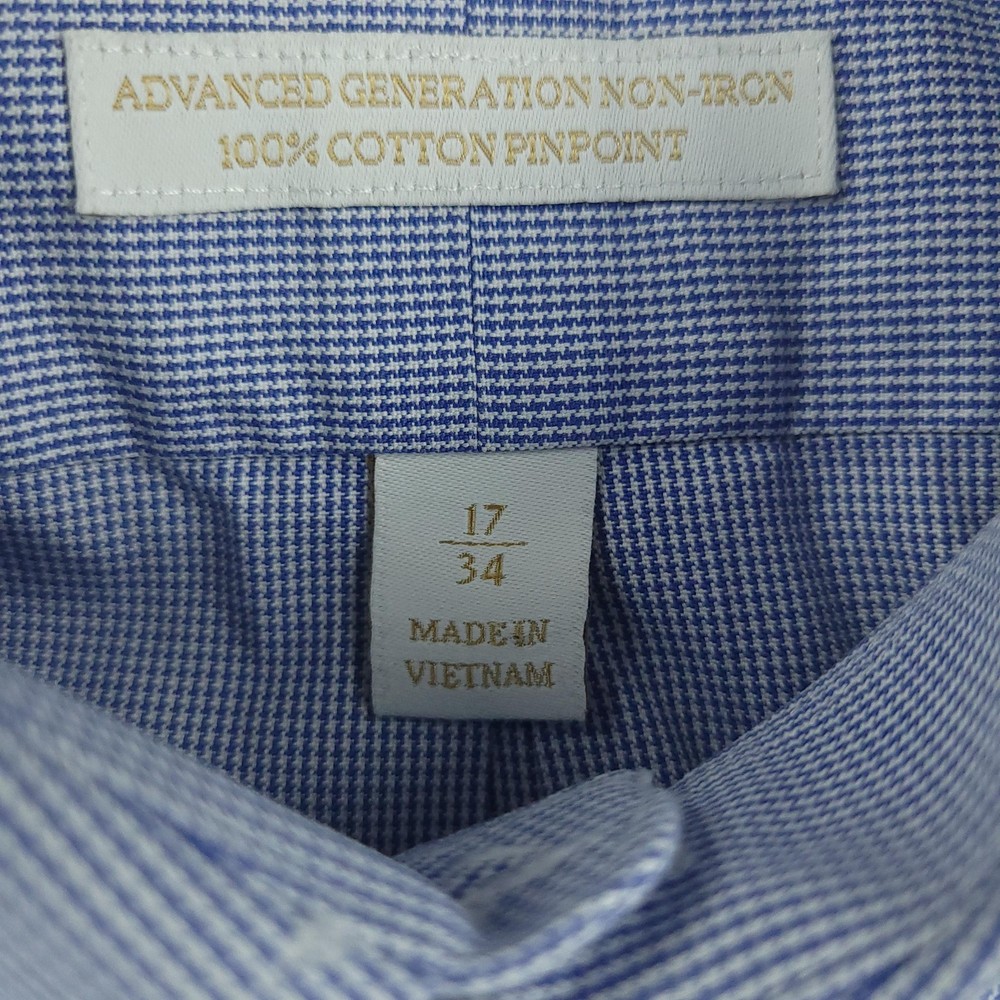 ADVANCED GENERATION NON-IRON
100% COTTON PINPOINT
17
34
MADE IN
VIETNAM